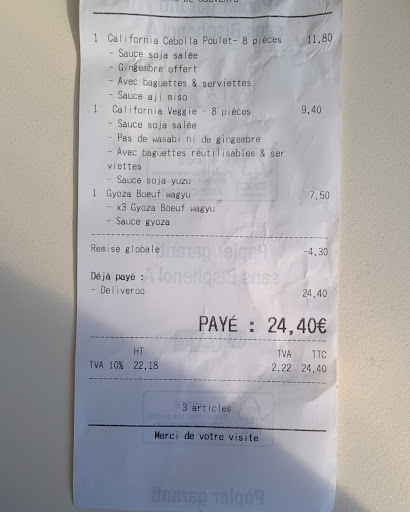 1 California Cebolla Poulet- 8 pièces 11,80
- Sauce soja salée
- Gingembre offert
- Avec baguettes & serviettes
- Sauce aji miso
1 California Veggie - 8 pièces 9,40
- Sauce soja salée
- Pas de wasabi ni de gingembre
- Avec baguettes réutilisables & ser
viettes
- Sauce soja yuzu
1 Gyoza Boeuf wagyu 7,50
- x3 Gyoza Boeuf wagyu
- Sauce gyoza
Remise globale -4,30
Déjà payé :
- Deliveroo 24,40
PAYÉ : 24,40€
HT TVA TTC
TVA 10% 22,18 2,22 24,40
3 articles
Merci de votre visite